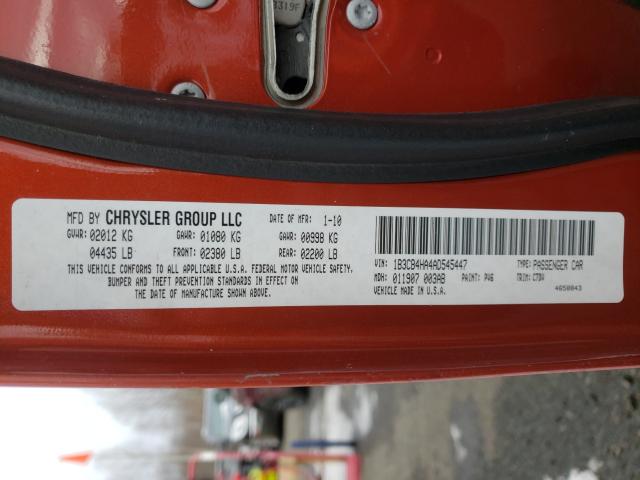 3319F
MFD BY CHRYSLER GROUP LLC DATE OF MFR: 1-10
GVWR: 02012 KG GAWR: 01080 KG GAWR: 00998 KG
04435 LB FRONT: 02380 LB REAR: 02200 LB
THIS VEHICLE CONFORMS TO ALL APPLICABLE U.S.A. FEDERAL MOTOR VEHICLE SAFETY,
BUMPER AND THEFT PREVENTION STANDARDS IN EFFECT ON
THE DATE OF MANUFACTURE SHOWN ABOVE.
VIN: 1B3CB4HA4AD545447 TYPE: PASSENGER CAR
MDH: 011907 003AB PAINT: PV6 TRIM: C7DV
VEHICLE MADE IN U.S.A. 4650843